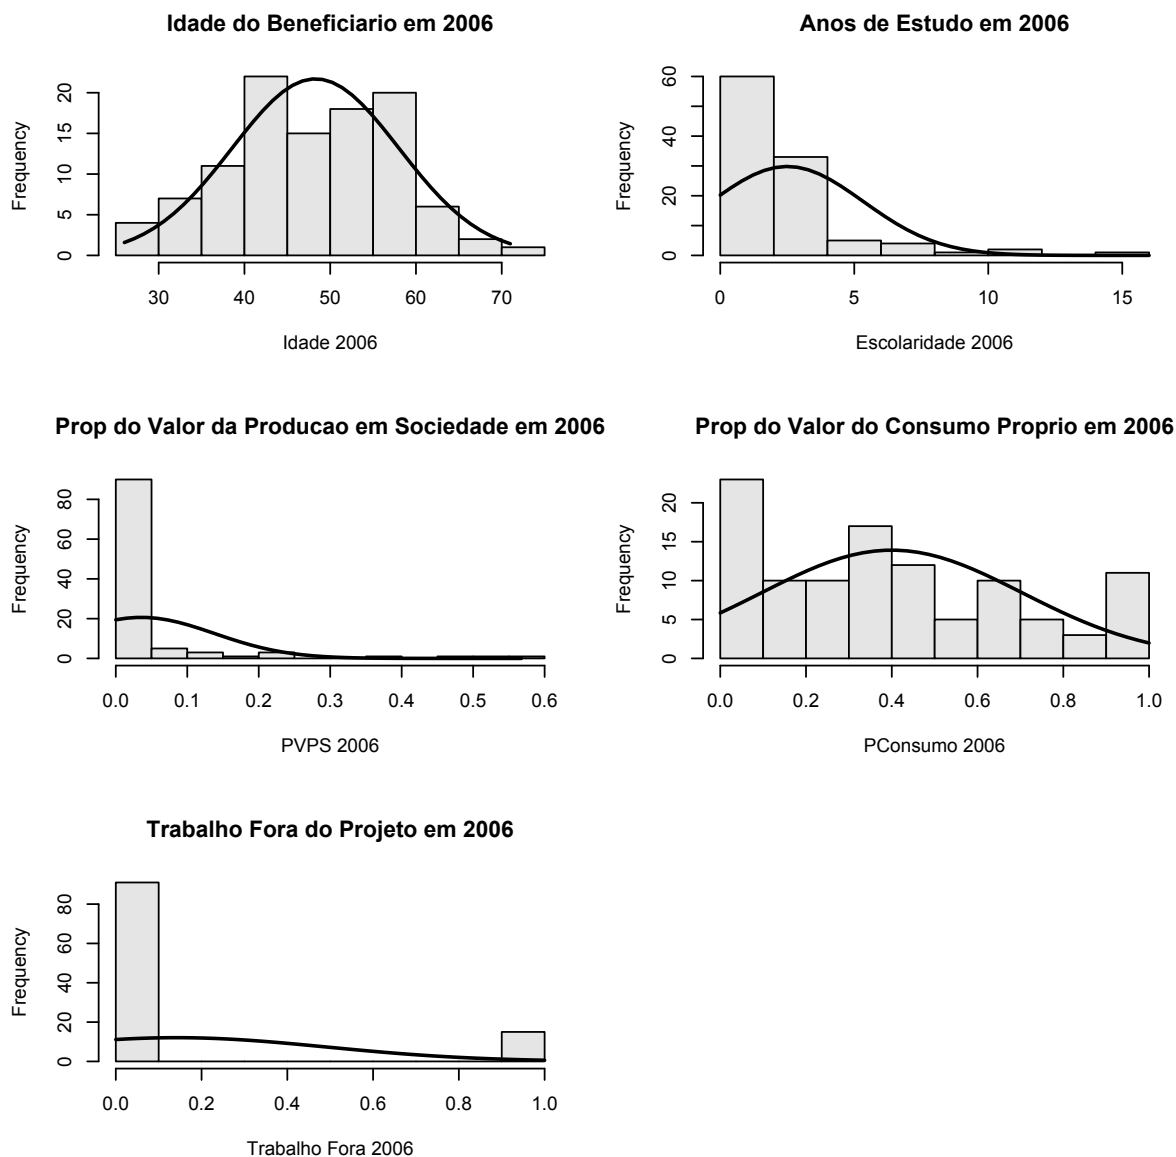 Idade do Beneficiario em 2006
Frequency
0 5 10 15 20
30 40 50 60 70
Idade 2006
Anos de Estudo em 2006
Frequency
0 20 40 60
0 5 10 15
Escolaridade 2006
Prop do Valor da Producao em Sociedade em 2006
Frequency
0 20 40 60 80
0.0 0.1 0.2 0.3 0.4 0.5 0.6
PVPS 2006
Prop do Valor do Consumo Proprio em 2006
Frequency
0 5 10 15 20
0.0 0.2 0.4 0.6 0.8 1.0
PConsumo 2006
Trabalho Fora do Projeto em 2006
Frequency
0 20 40 60 80
0.0 0.2 0.4 0.6 0.8 1.0
Trabalho Fora 2006